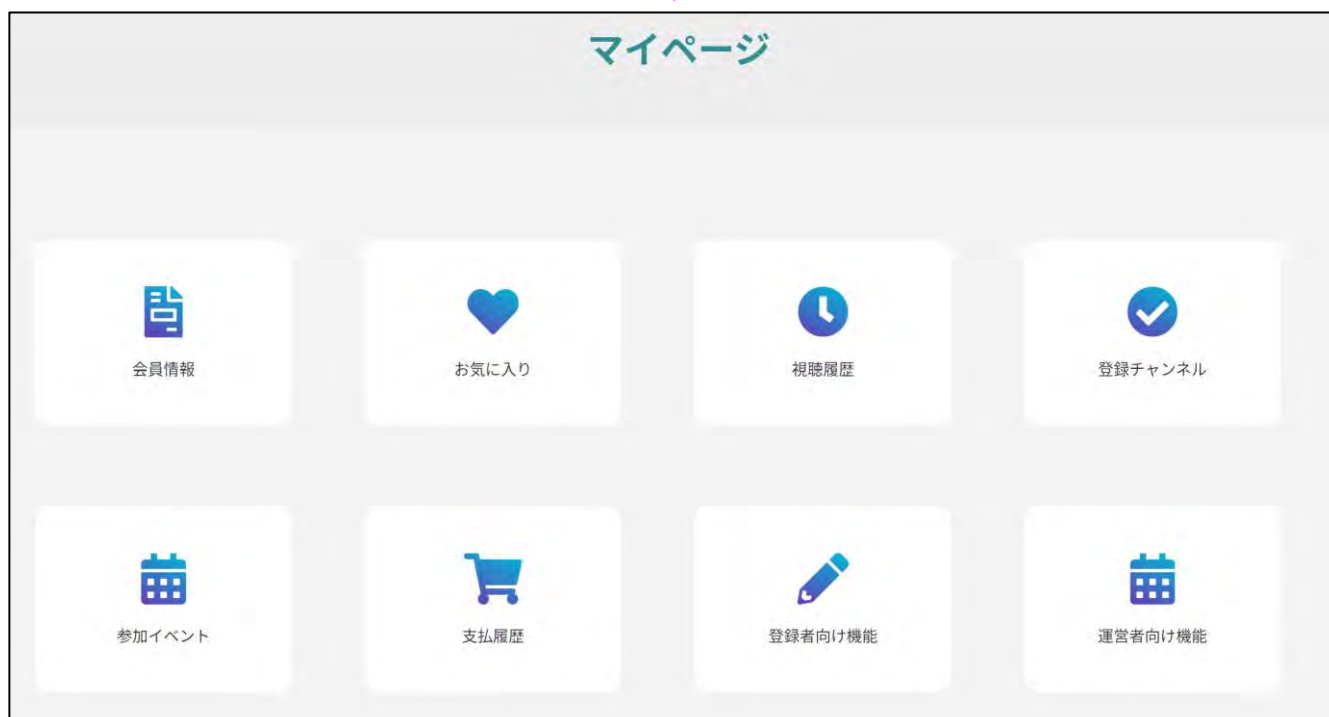 マイページ
会員情報
お気に入り
視聴履歴
登録チャンネル
参加イベント
支払履歴
登録者向け機能
運営者向け機能